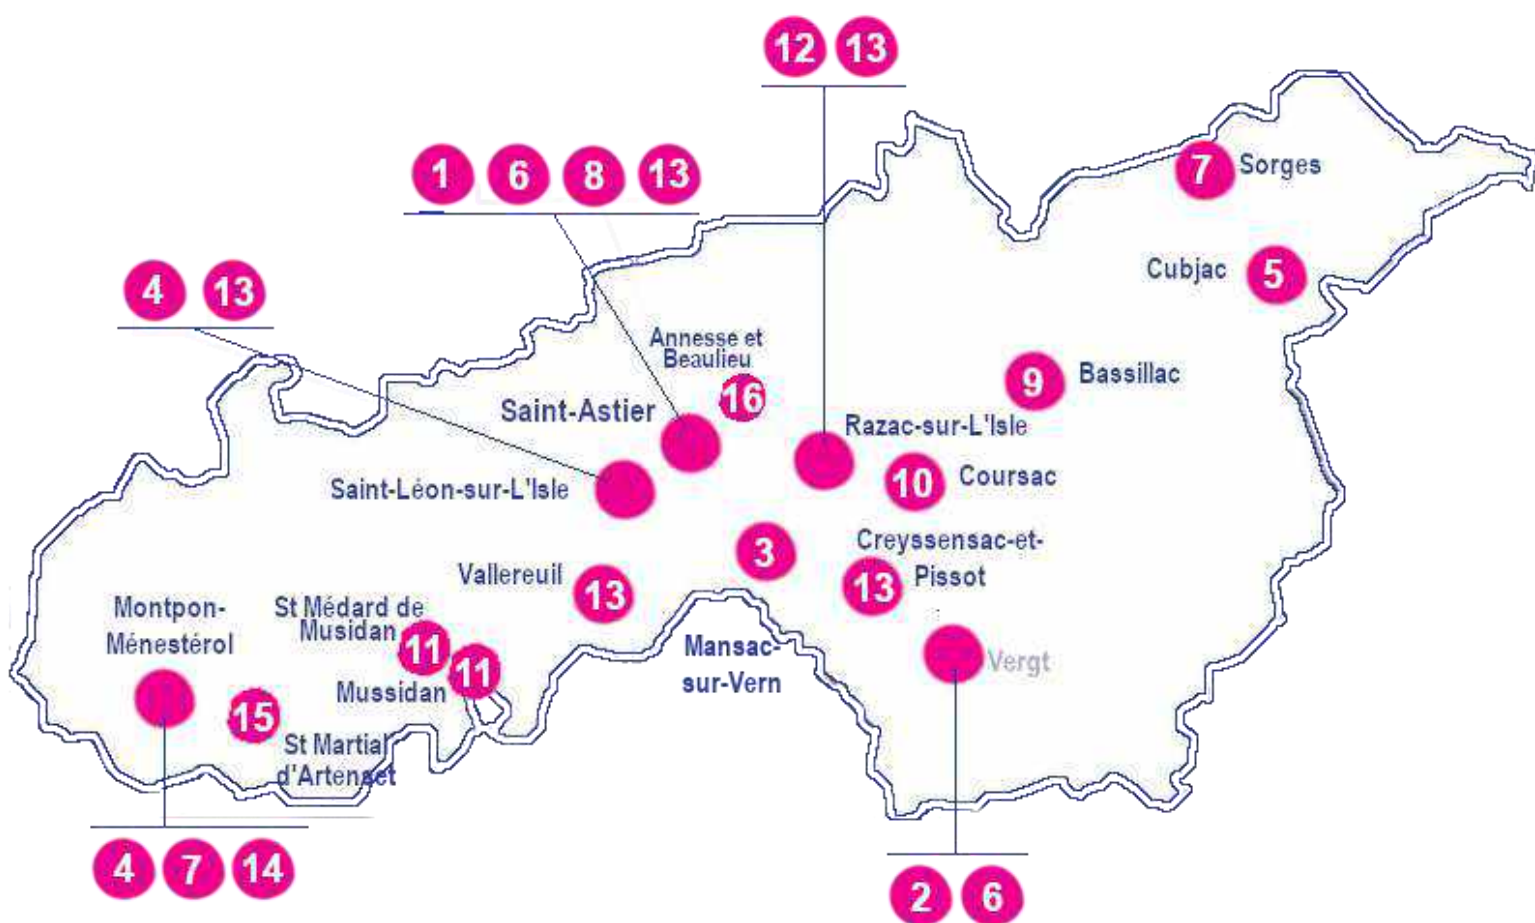 12 13
1 6 8 13
7 Sorges
Cubjac 5
4 13
Annesse et
Beaulieu
16
9 Bassillac
Saint-Astier
Razac-sur-L'Isle
10 Coursac
Saint-Léon-sur-L'Isle
3
Creyssensac-et-
13 Pissot
Vallereuil 13
Montpon-
Ménestérol
St Médard de
Musidan
11
11
Mussidan
Mansac-
sur-Vern
Vergt
15
St Martial
d'Artenset
4 7 14
2 6